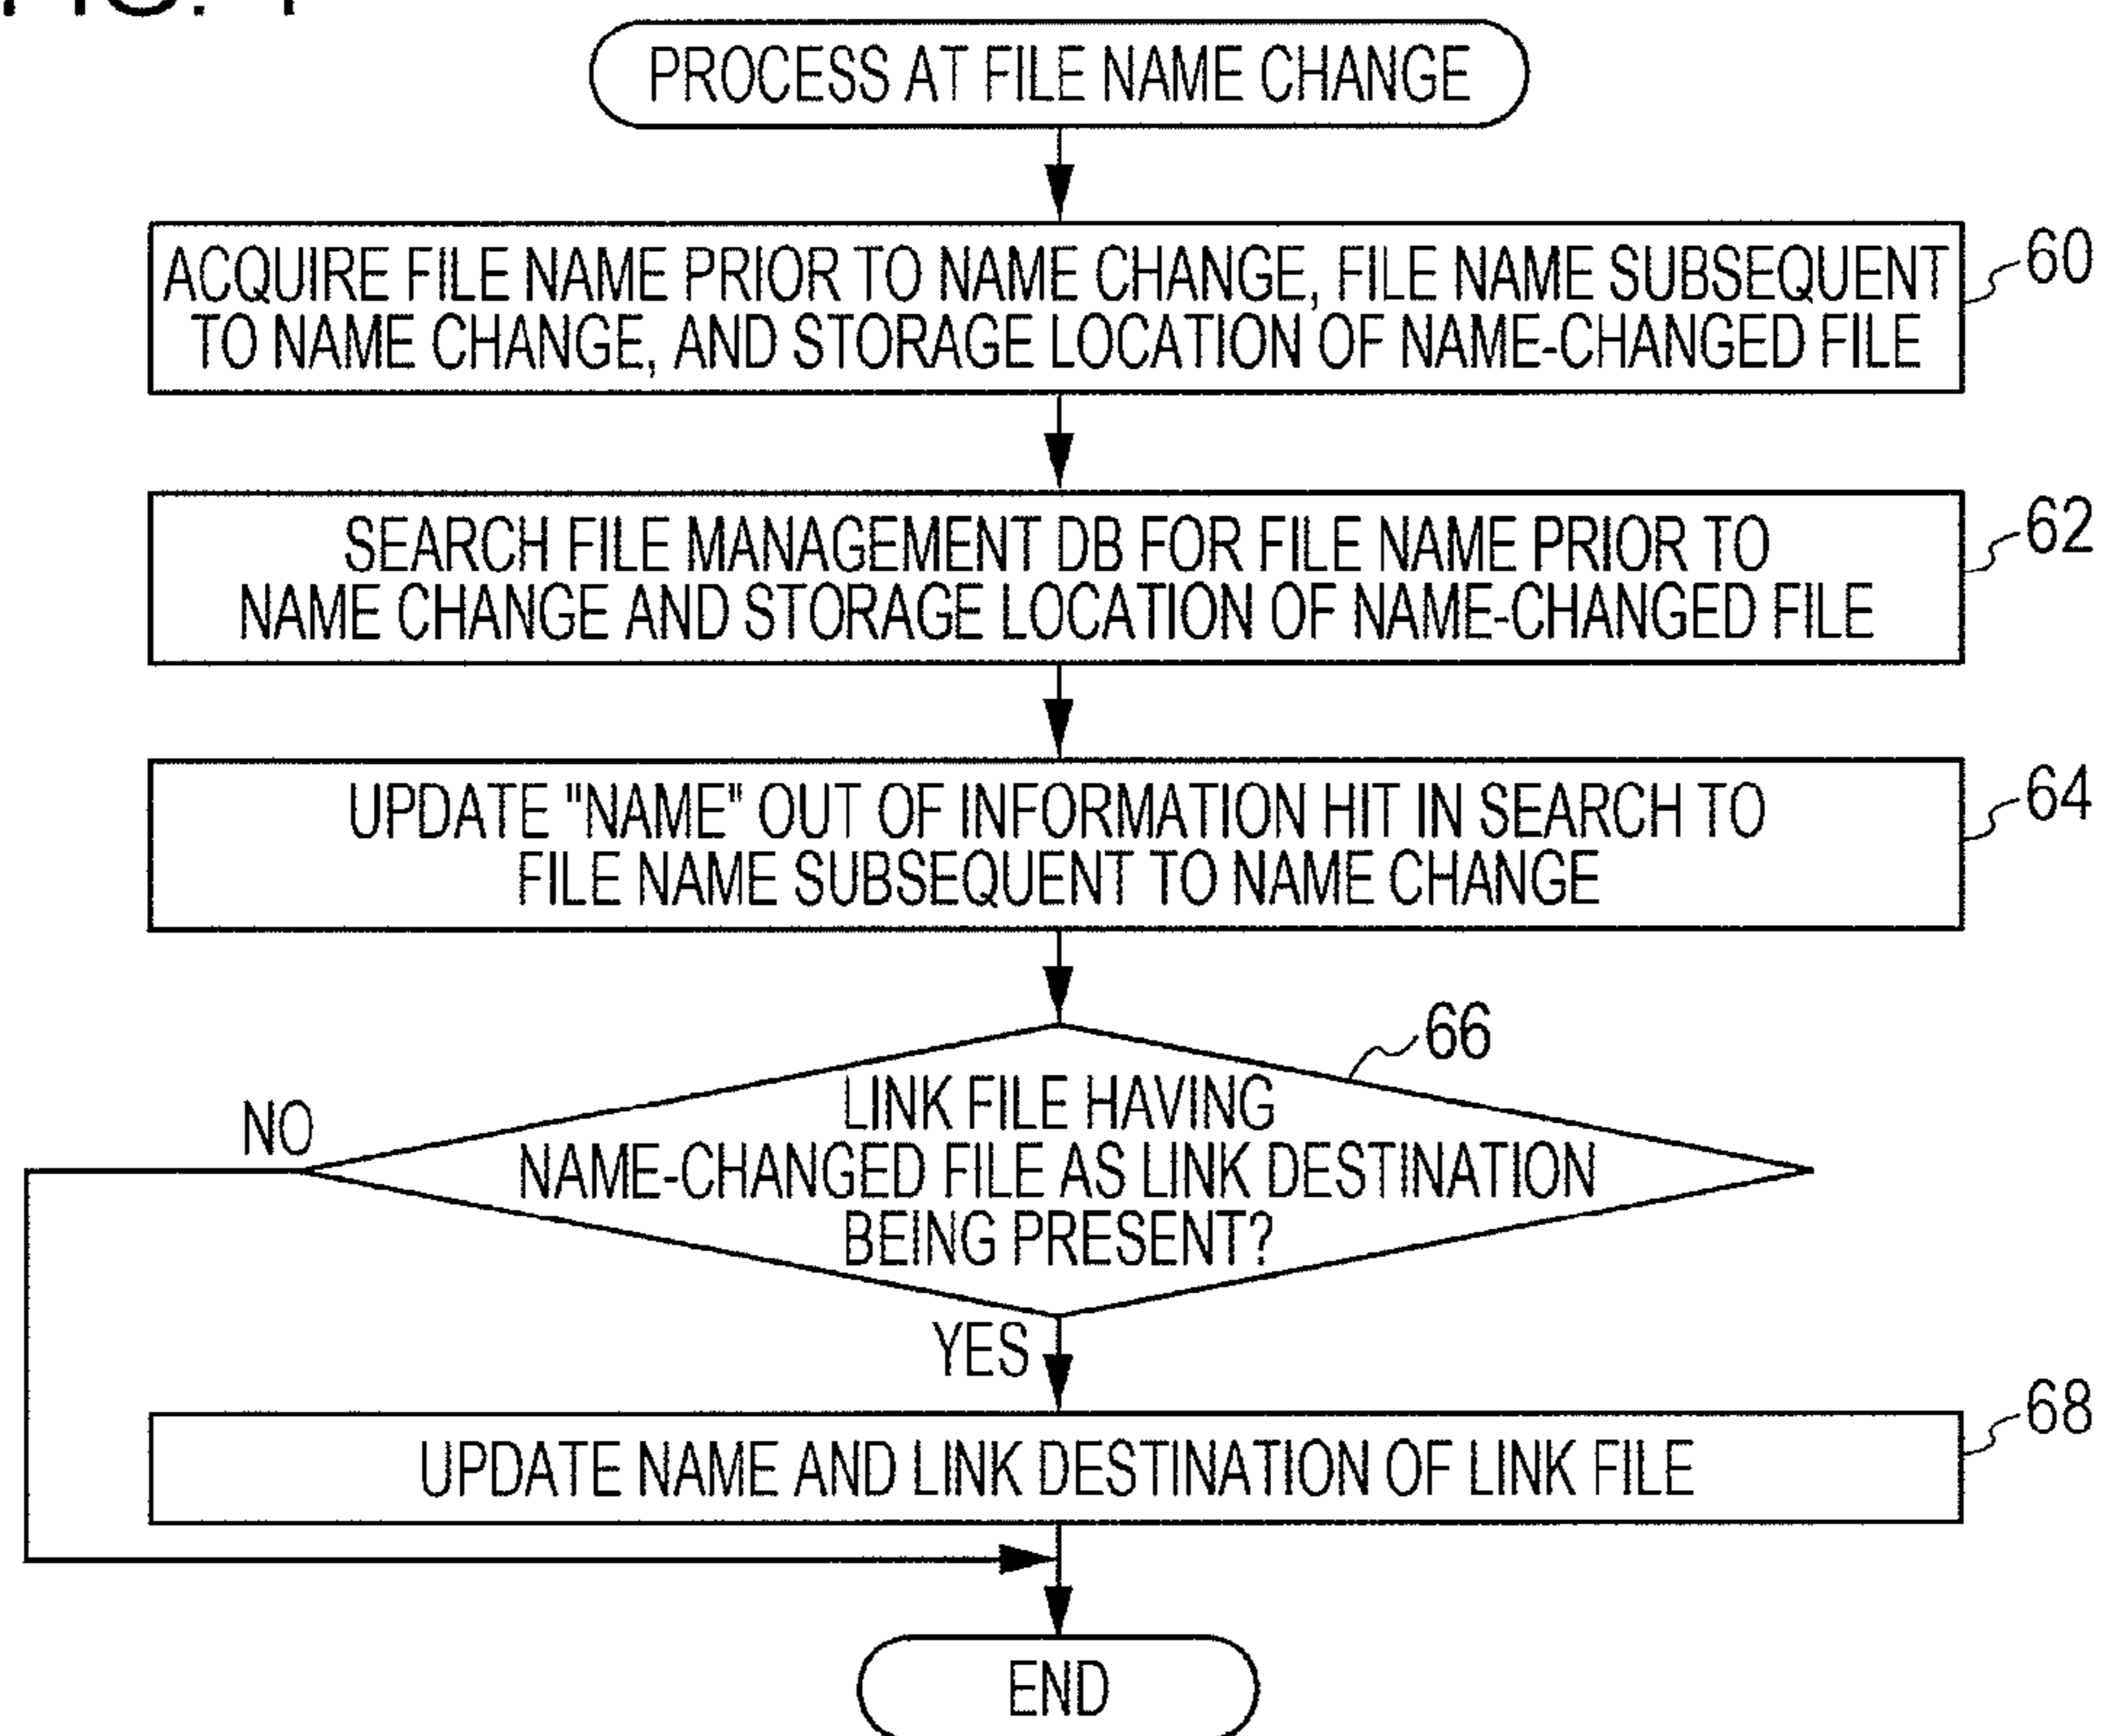 PROCESS AT FILE NAME CHANGE
ACQUIRE FILE NAME PRIOR TO NAME CHANGE, FILE NAME SUBSEQUENT
TO NAME CHANGE, AND STORAGE LOCATION OF NAME-CHANGED FILE
60
SEARCH FILE MANAGEMENT DB FOR FILE NAME PRIOR TO
NAME CHANGE AND STORAGE LOCATION OF NAME-CHANGED FILE
62
UPDATE "NAME" OUT OF INFORMATION HIT IN SEARCH TO
FILE NAME SUBSEQUENT TO NAME CHANGE
64
66
LINK FILE HAVING
NAME-CHANGED FILE AS LINK DESTINATION
BEING PRESENT?
NO
YES
UPDATE NAME AND LINK DESTINATION OF LINK FILE
68
END